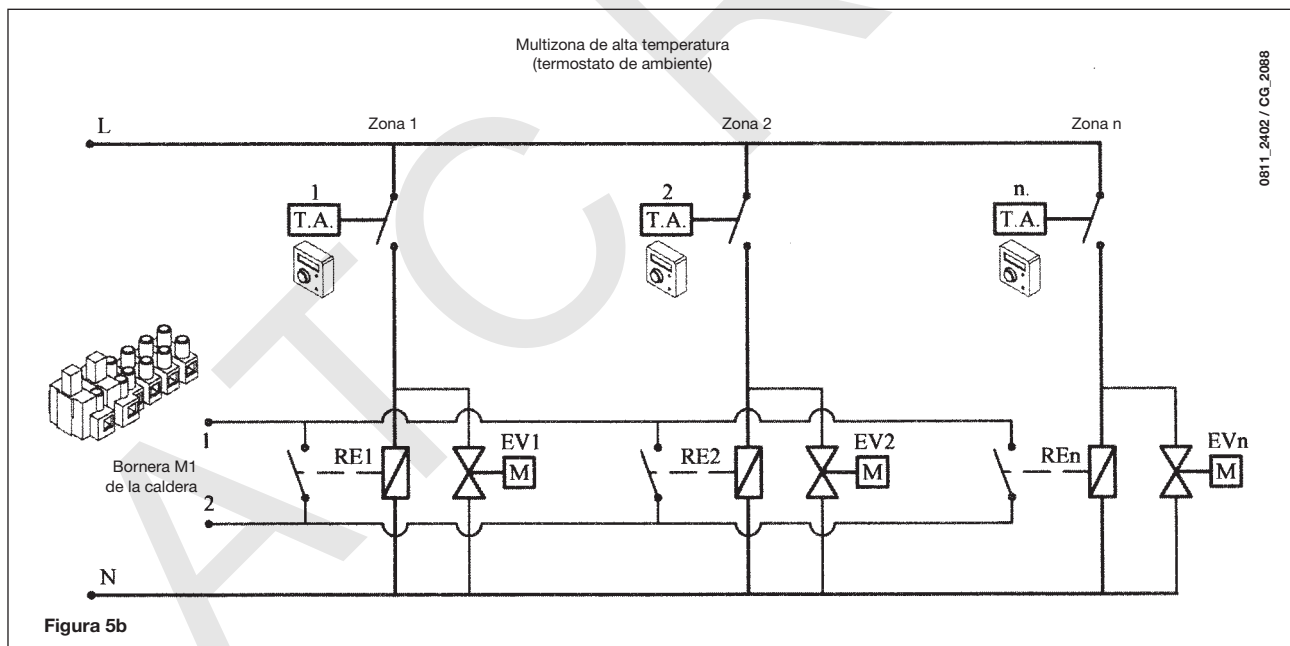 Multizona de alta temperatura
(termostato de ambiente)
0811_2402 / CG_2088
L
Zona 1
Zona 2
Zona n
1
T.A.
2
T.A.
n.
T.A.
1
RE1
EV1
M
RE2
EV2
M
REn
EVn
M
Bornera M1
de la caldera
2
N
Figura 5b
ATC